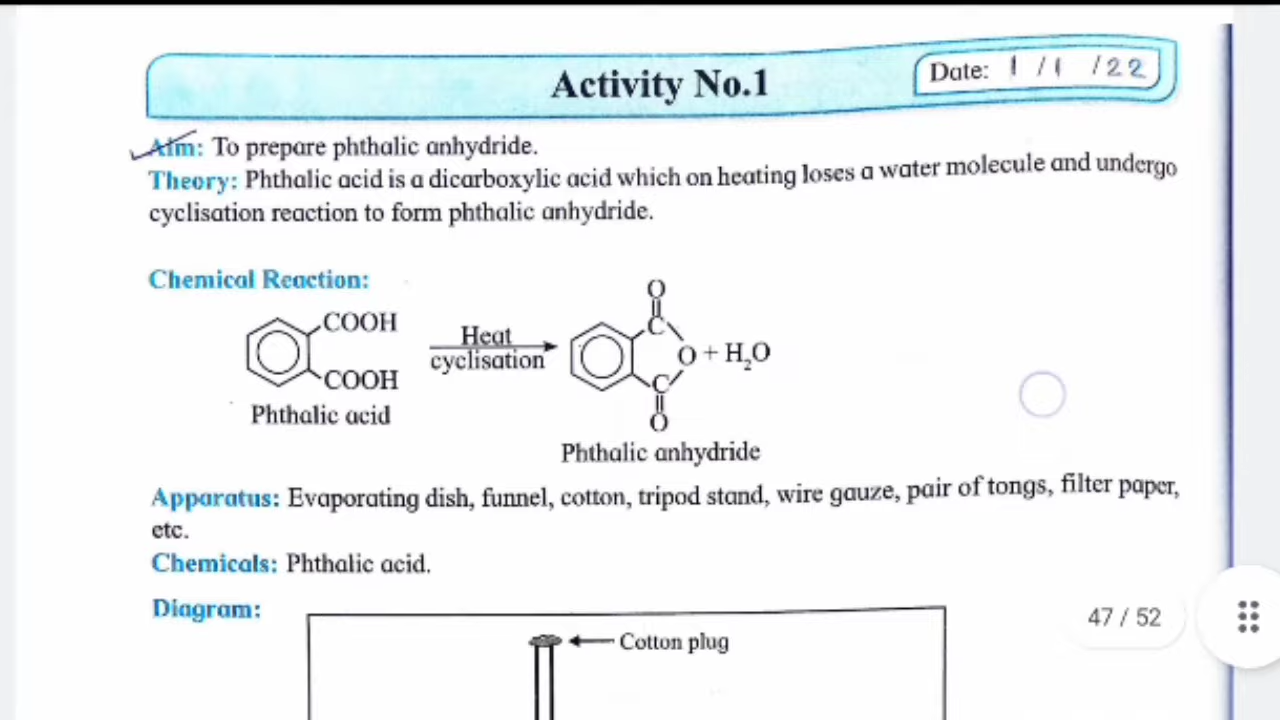 Activity No.1
Date: 1 / 1 / 22
Aim: To prepare phthalic anhydride.
Theory: Phthalic acid is a dicarboxylic acid which on heating loses a water molecule and undergo
cyclisation reaction to form phthalic anhydride.
Chemical Reaction:
COOH
COOH
Phthalic acid
Heat
cyclisation
O
C
O + H₂O
C
O
Phthalic anhydride
Apparatus: Evaporating dish, funnel, cotton, tripod stand, wire gauze, pair of tongs, filter paper,
etc.
Chemicals: Phthalic acid.
Diagram:
Cotton plug
47 / 52